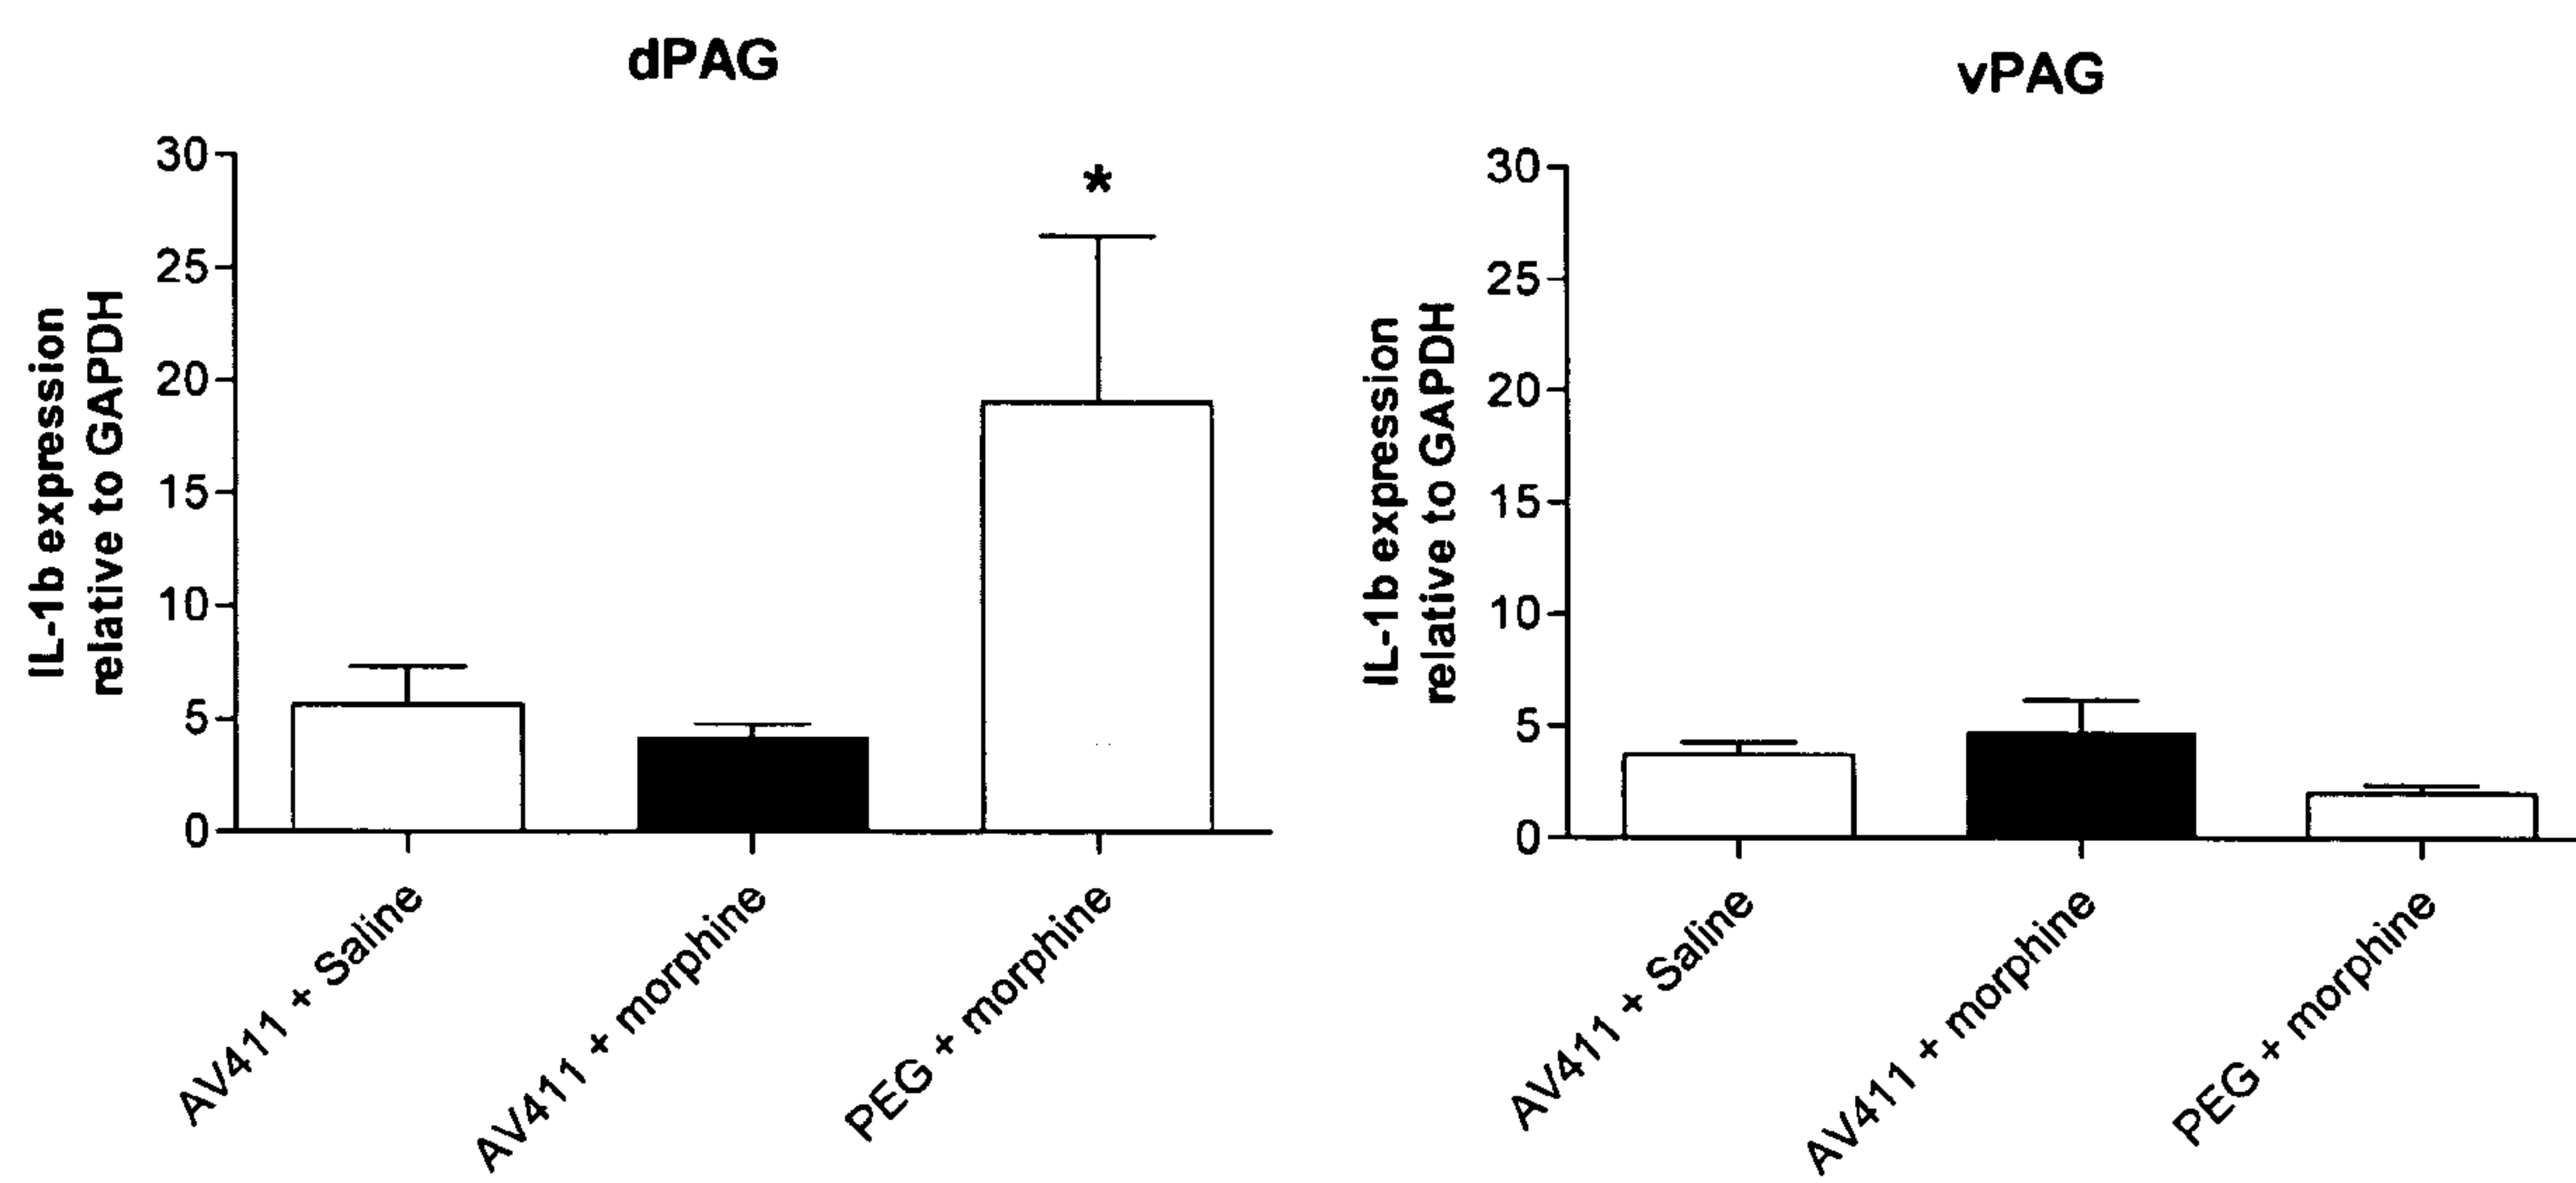 dPAG
IL-1b expression
relative to GAPDH
30
25
20
15
10
5
0
*
AV411 + Saline
AV411 + morphine
PEG + morphine
vPAG
IL-1b expression
relative to GAPDH
30
25
20
15
10
5
0
AV411 + Saline
AV411 + morphine
PEG + morphine